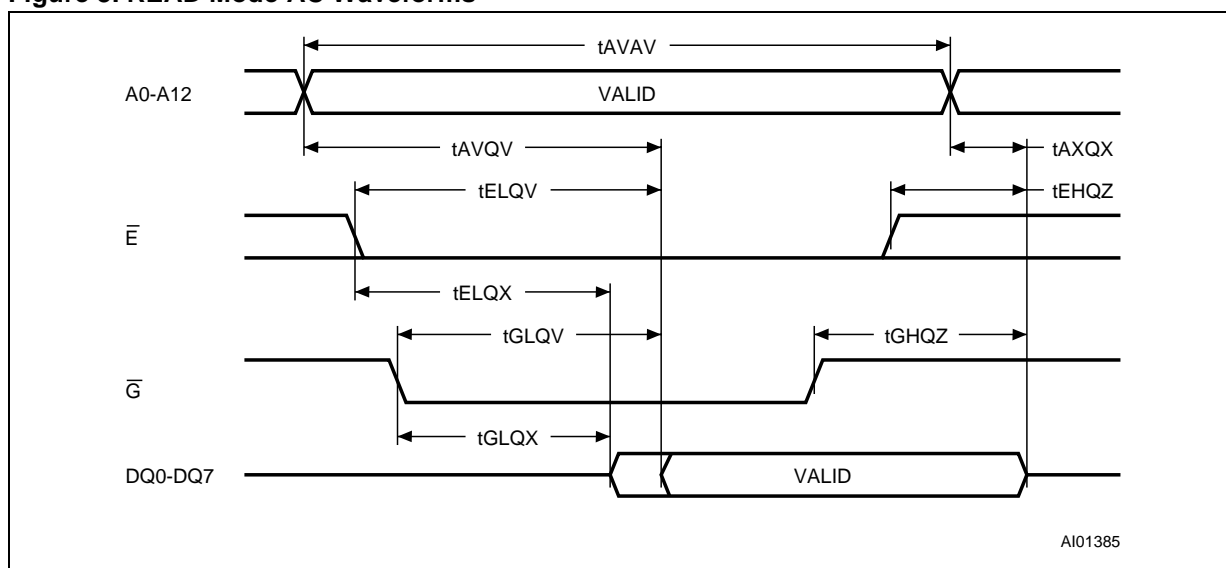 Figure 5. READ Mode AC Waveforms
tAVAV
A0-A12 VALID
tAVQV tAXQX
tELQV tEHQZ
E̅
tELQX
tGLQV tGHQZ
G̅
tGLQX
DQ0-DQ7 VALID
AI01385